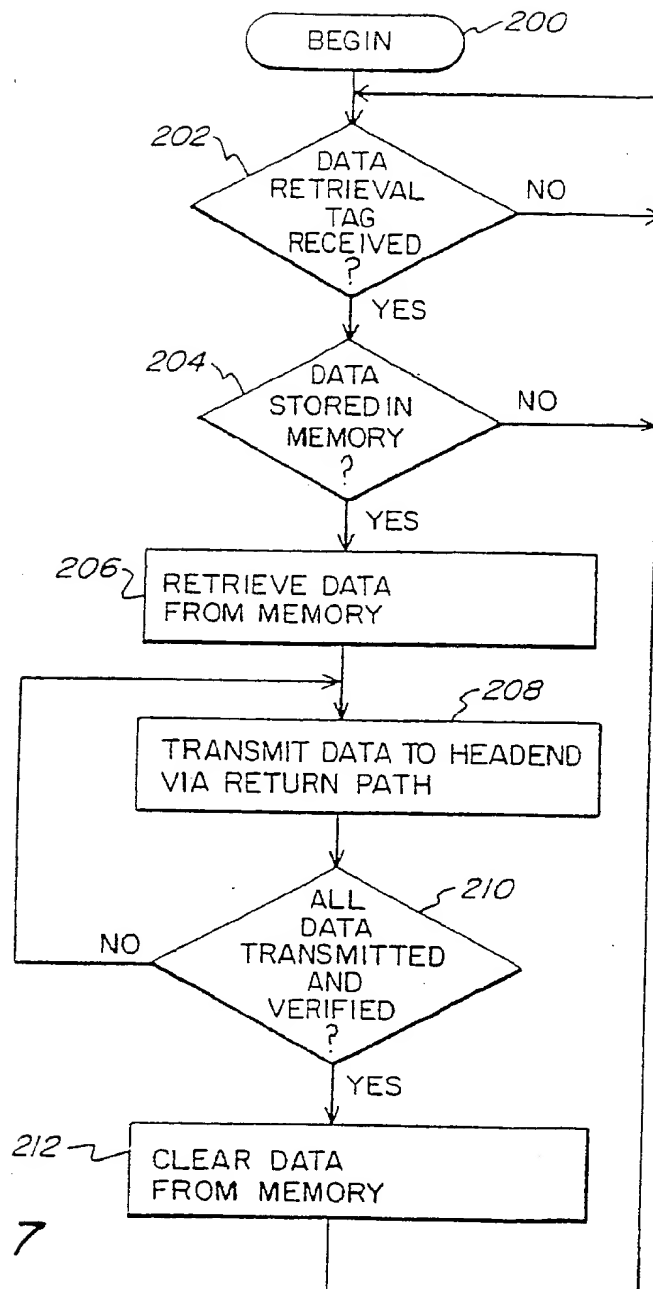 BEGIN
200
202
DATA
RETRIEVAL
TAG
RECEIVED
?
NO
YES
204
DATA
STORED IN
MEMORY
?
NO
YES
206
RETRIEVE DATA
FROM MEMORY
208
TRANSMIT DATA TO HEADEND
VIA RETURN PATH
210
ALL
DATA
TRANSMITTED
AND
VERIFIED
?
NO
YES
212
CLEAR DATA
FROM MEMORY
7